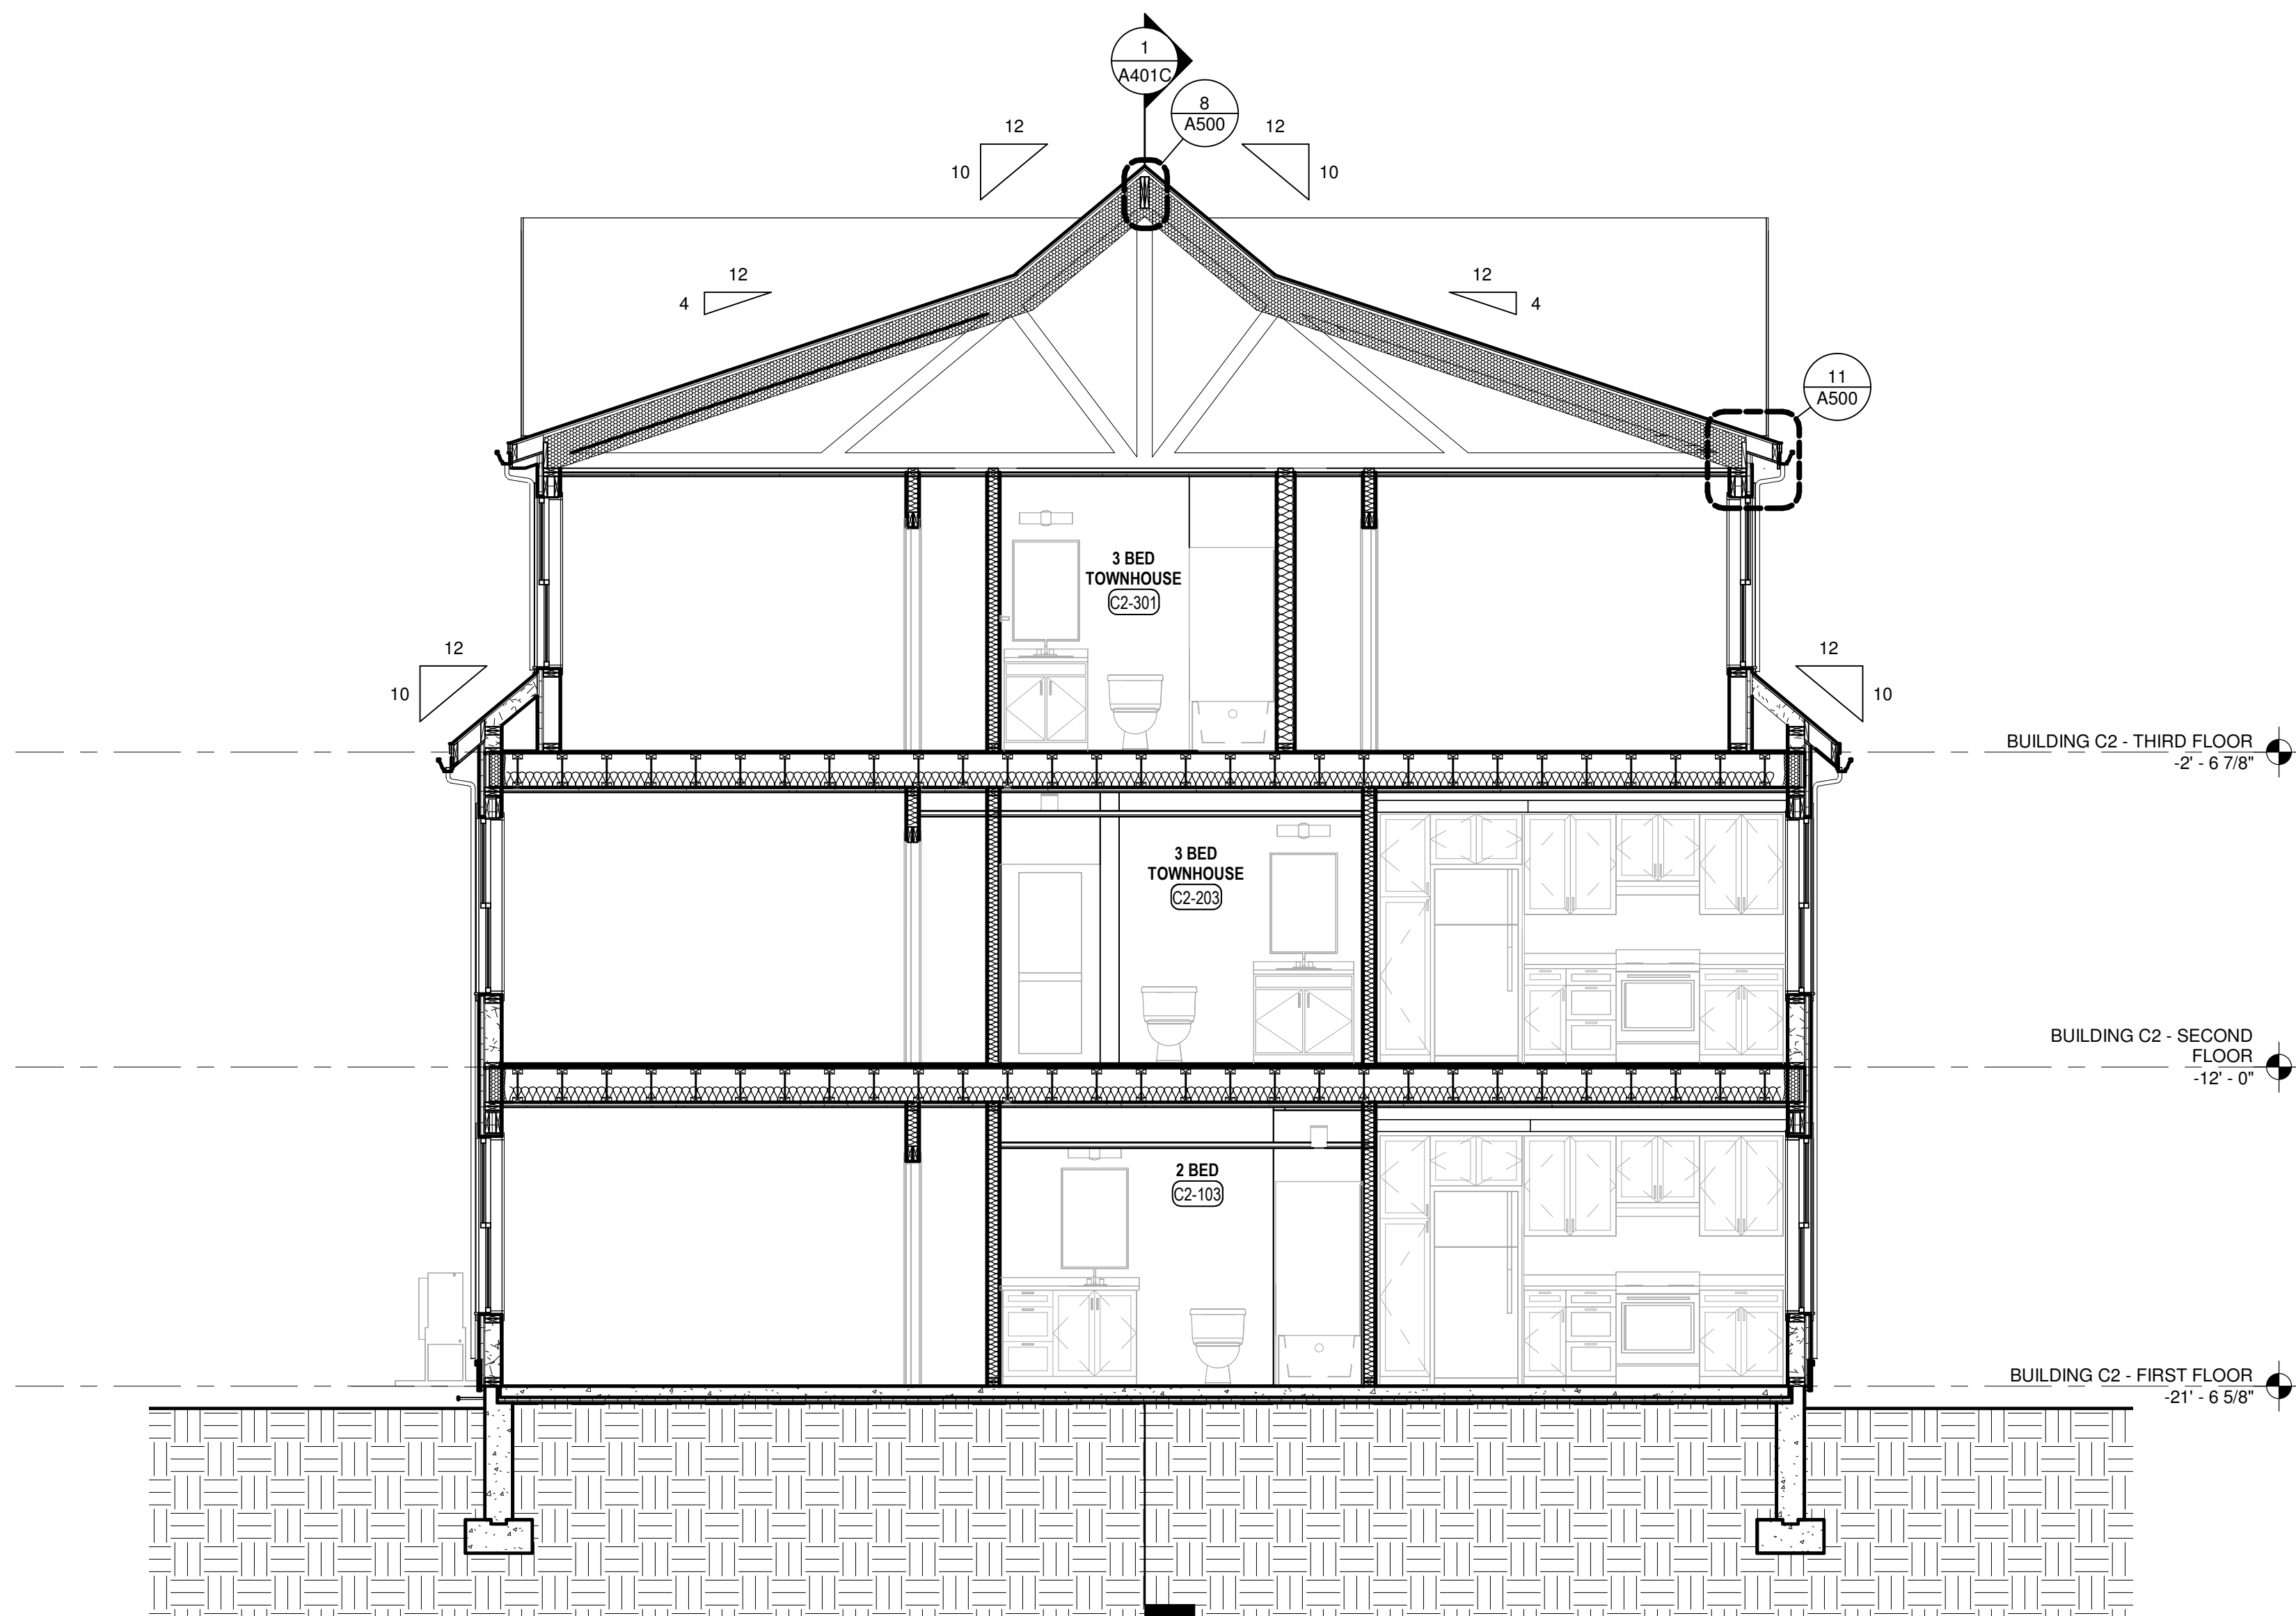 1
A401C
8
A500
12
10
12
10
12
4
12
4
11
A500
3 BED
TOWNHOUSE
C2-301
12
10
12
10
BUILDING C2 - THIRD FLOOR
-2' - 6 7/8"
3 BED
TOWNHOUSE
C2-203
BUILDING C2 - SECOND
FLOOR
-12' - 0"
2 BED
C2-103
BUILDING C2 - FIRST FLOOR
-21' - 6 5/8"